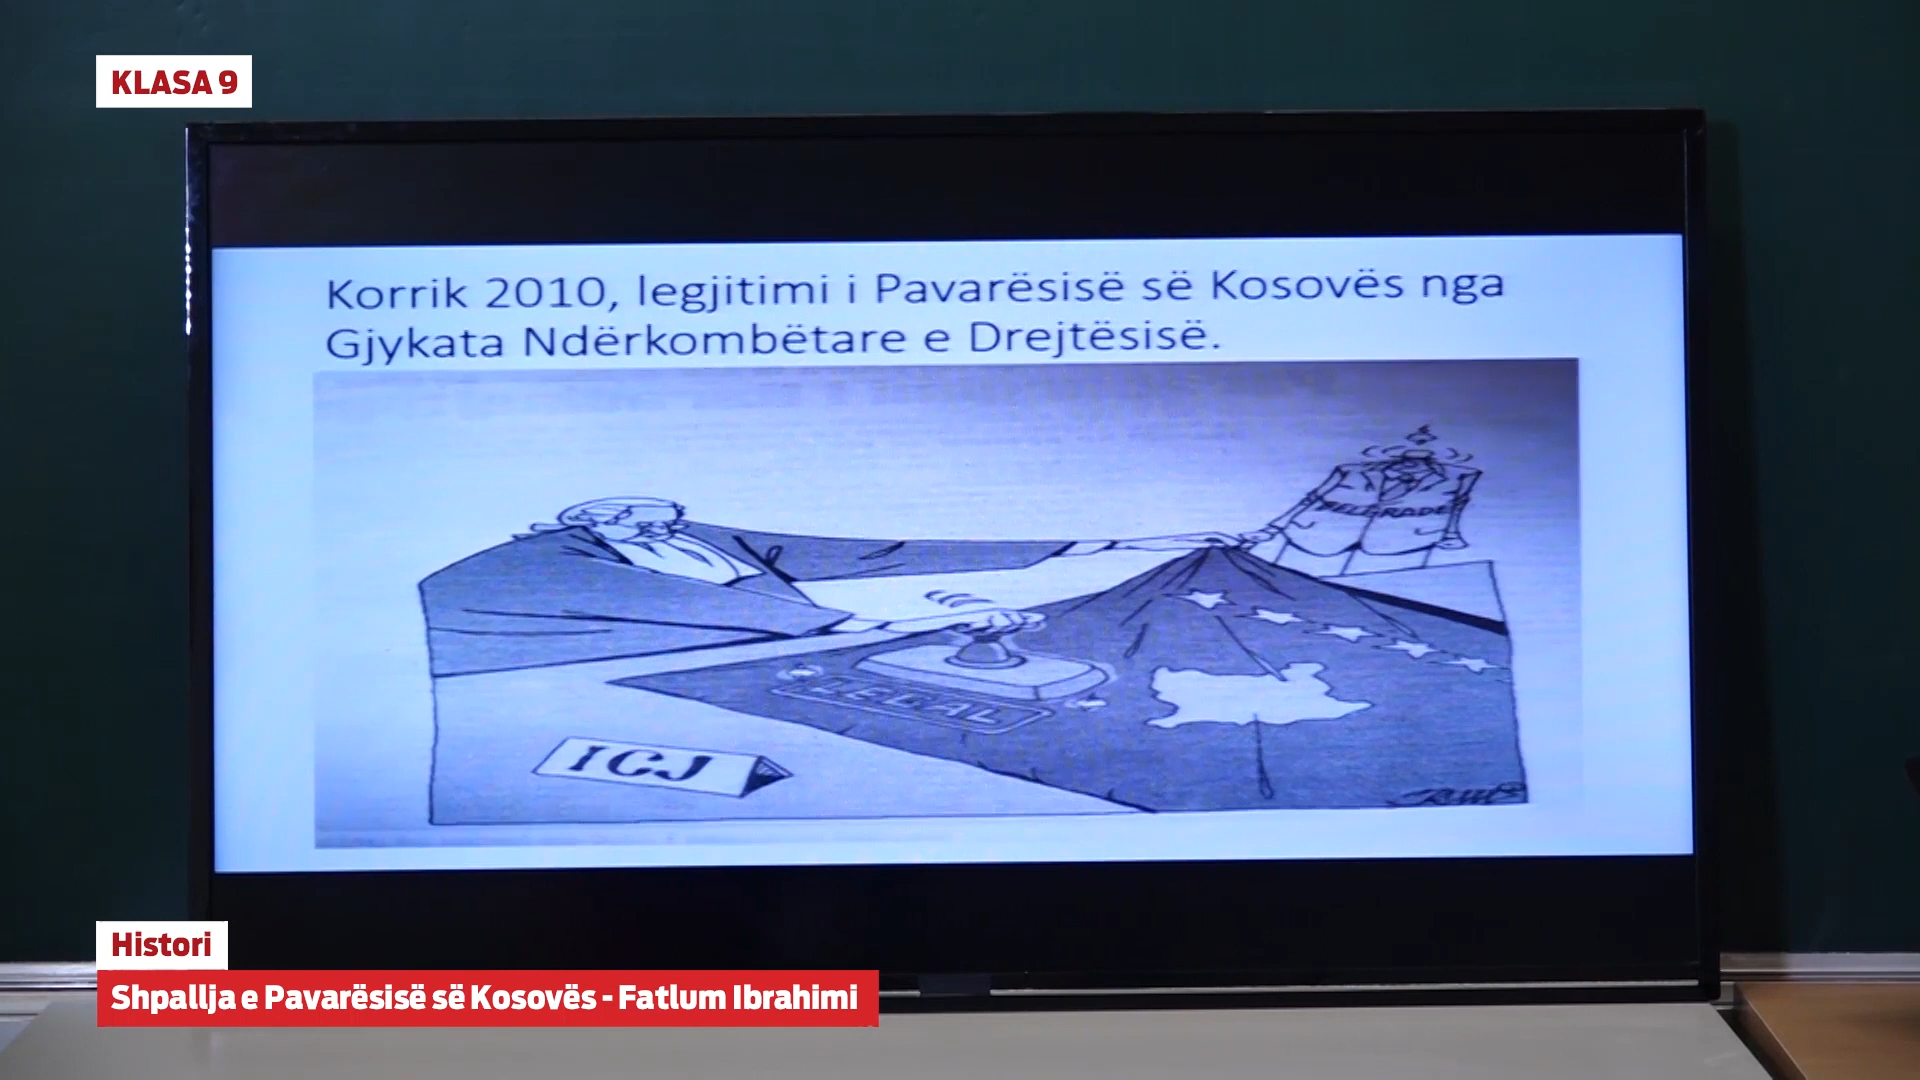 KLASA 9
Korrik 2010, legjitimi i Pavarësisë së Kosovës nga
Gjykata Ndërkombëtare e Drejtësisë.
BELGRADE
LEGAL
ICJ
Histori
Shpallja e Pavarësisë së Kosovës - Fatlum Ibrahimi